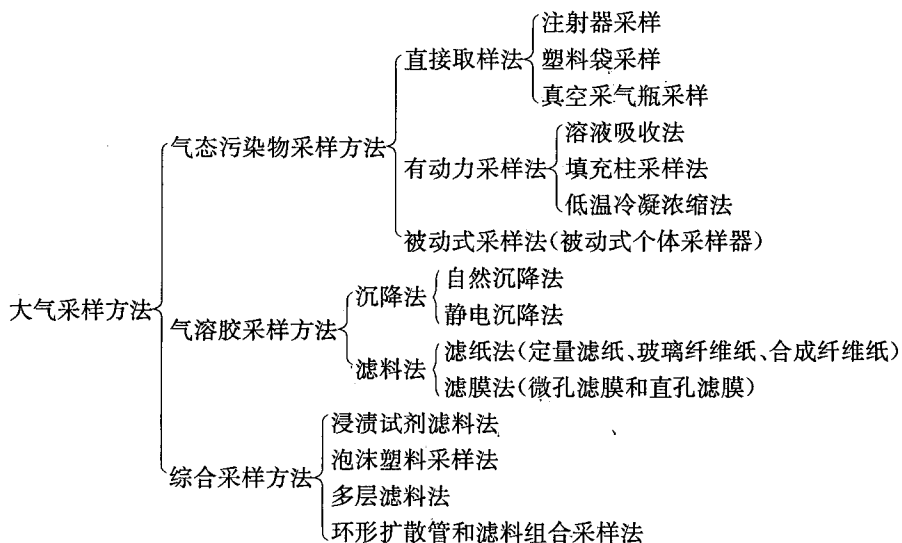 注射器采样
直接取样法
塑料袋采样
真空采气瓶采样
气态污染物采样方法
溶液吸收法
有动力采样法
填充柱采样法
低温冷凝浓缩法
被动式采样法(被动式个体采样器)
大气采样方法
自然沉降法
沉降法
静电沉降法
气溶胶采样方法
滤纸法(定量滤纸、玻璃纤维纸、合成纤维纸)
滤料法
滤膜法(微孔滤膜和直孔滤膜)
浸渍试剂滤料法
泡沫塑料采样法
综合采样方法
多层滤料法
环形扩散管和滤料组合采样法